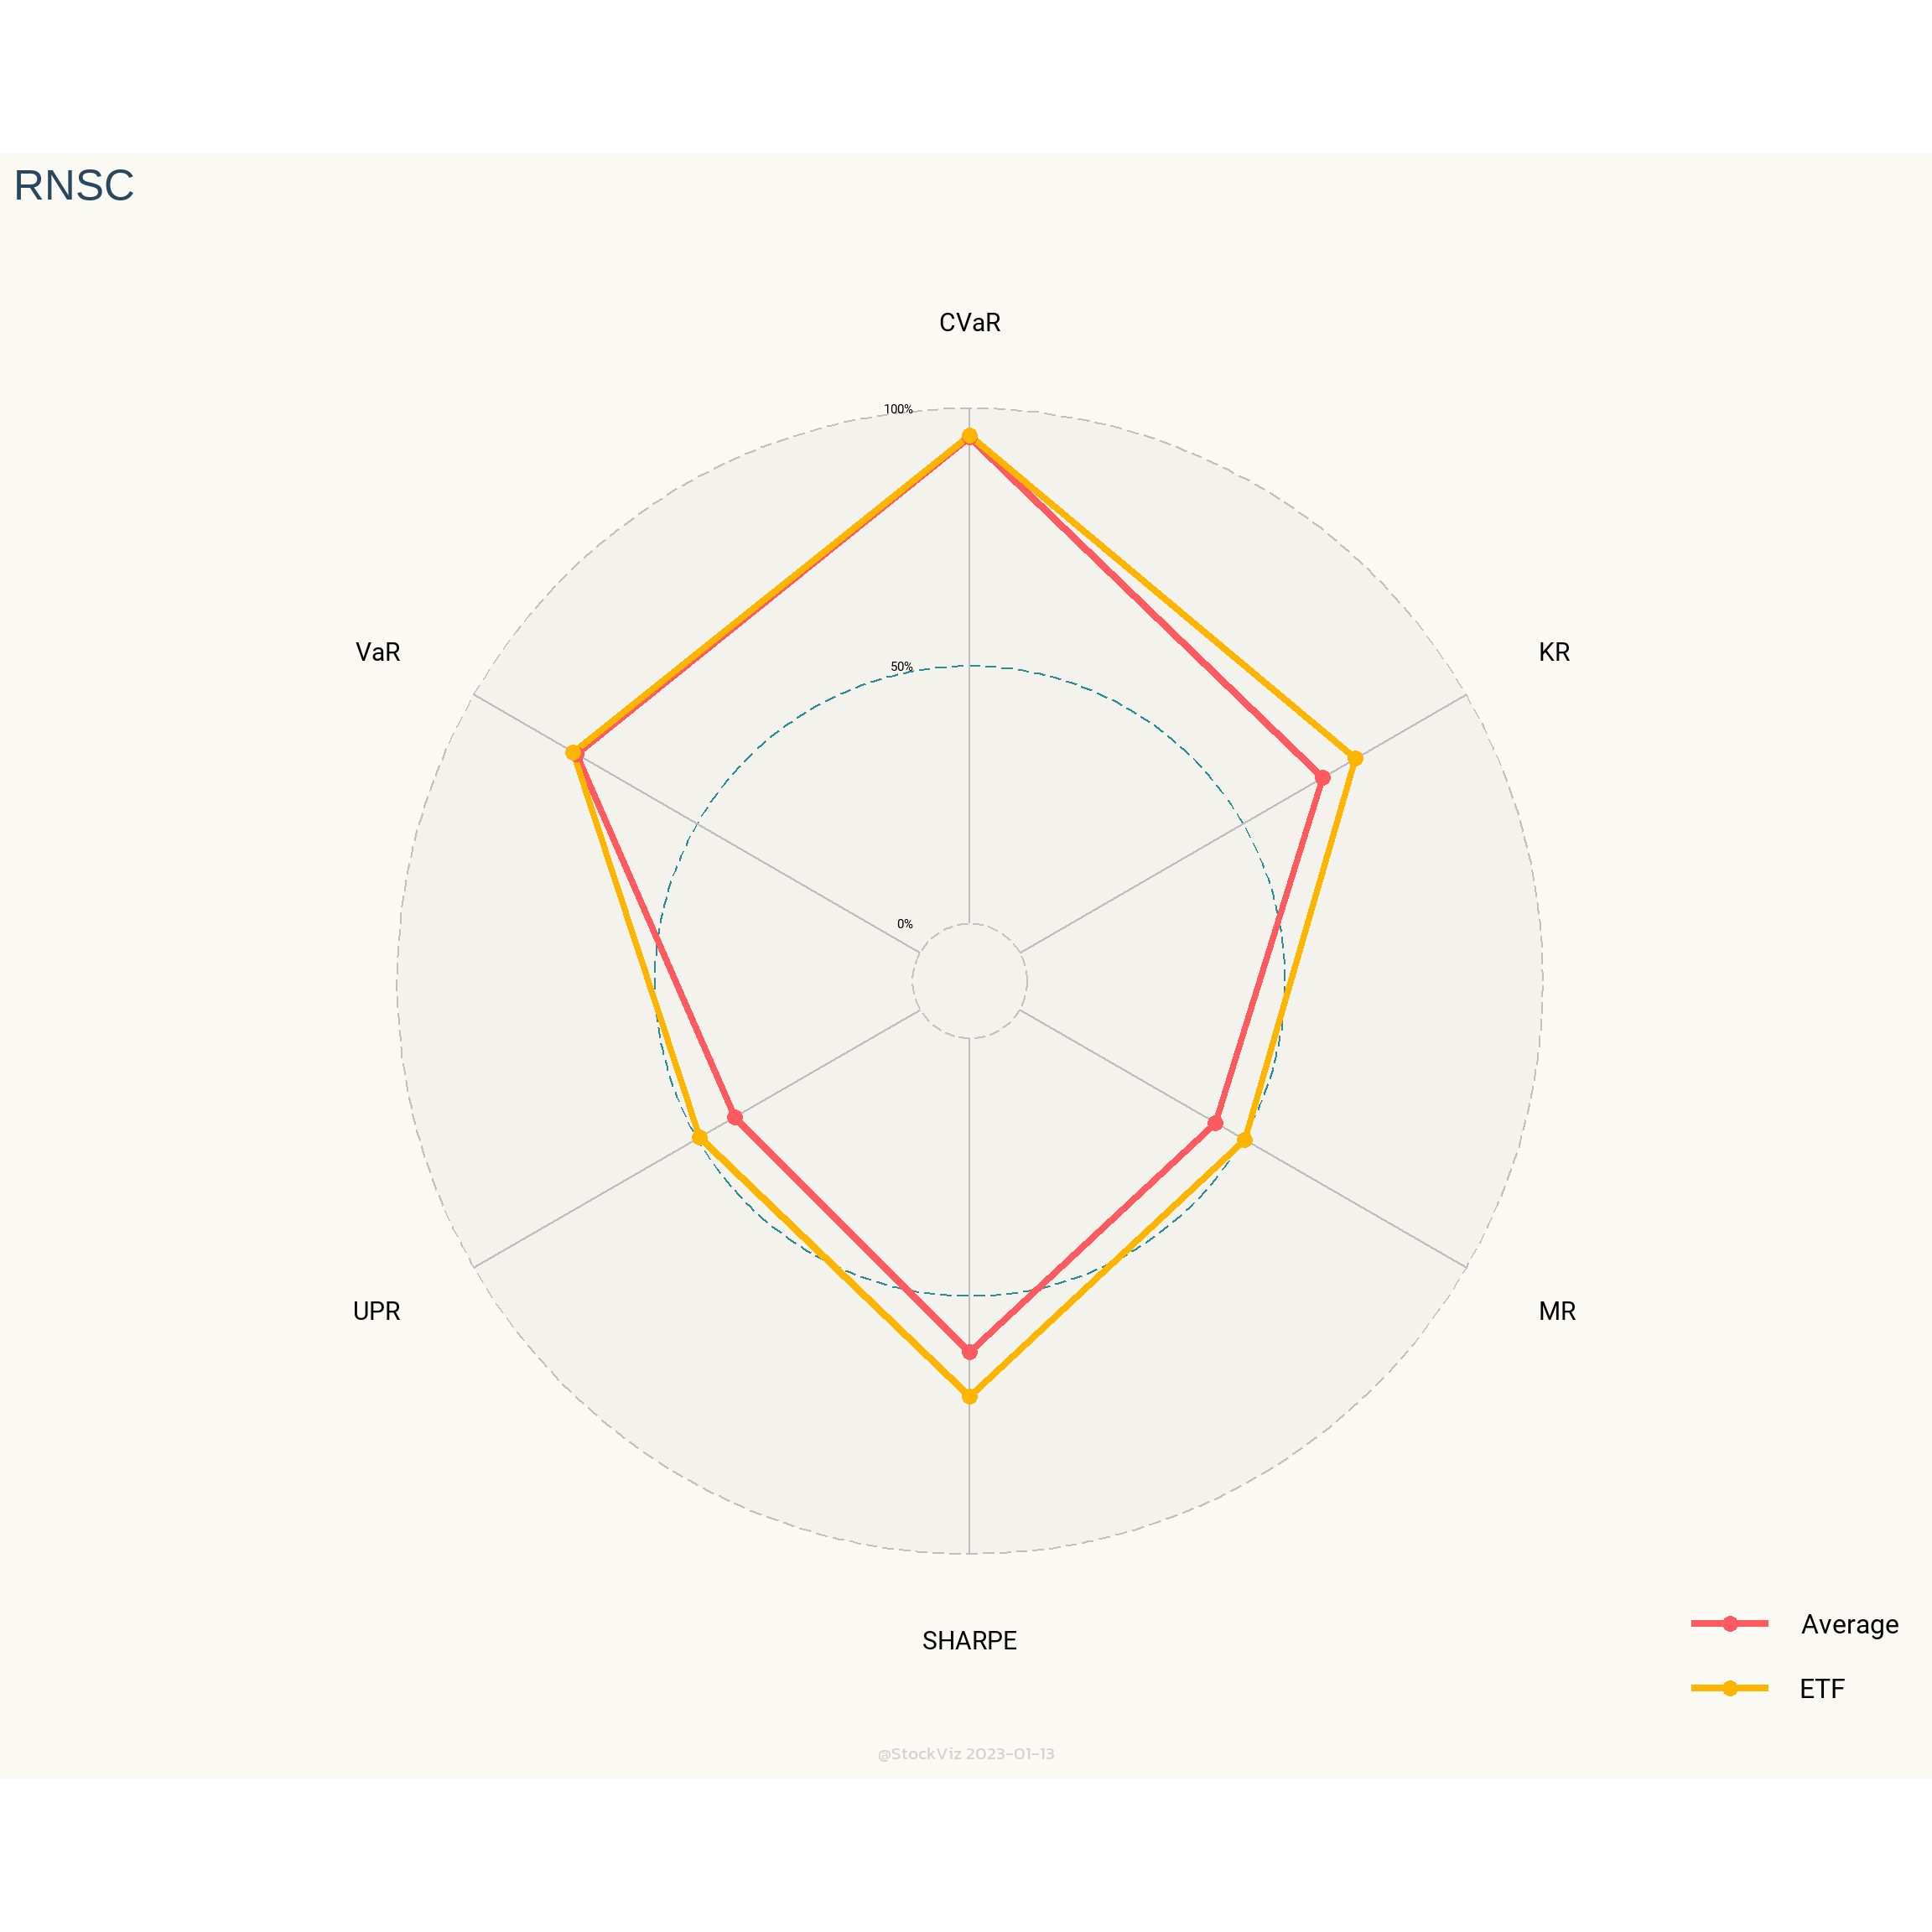 RNSC
CVaR
100%
VaR
KR
50%
0%
UPR
MR
SHARPE
Average
ETF
@StockViz 2023-01-13